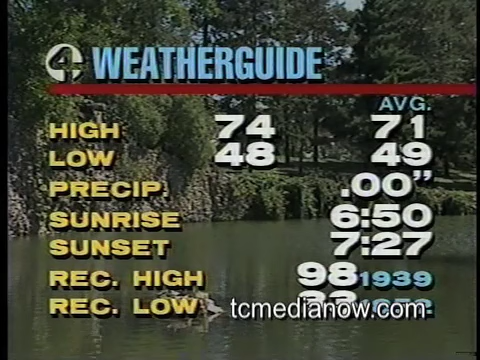 4 WEATHERGUIDE
AVG.
HIGH 74 71
LOW 48 49
PRECIP. .00"
SUNRISE 6:50
SUNSET 7:27
REC. HIGH 98 1939
REC. LOW
tcmedianow.com